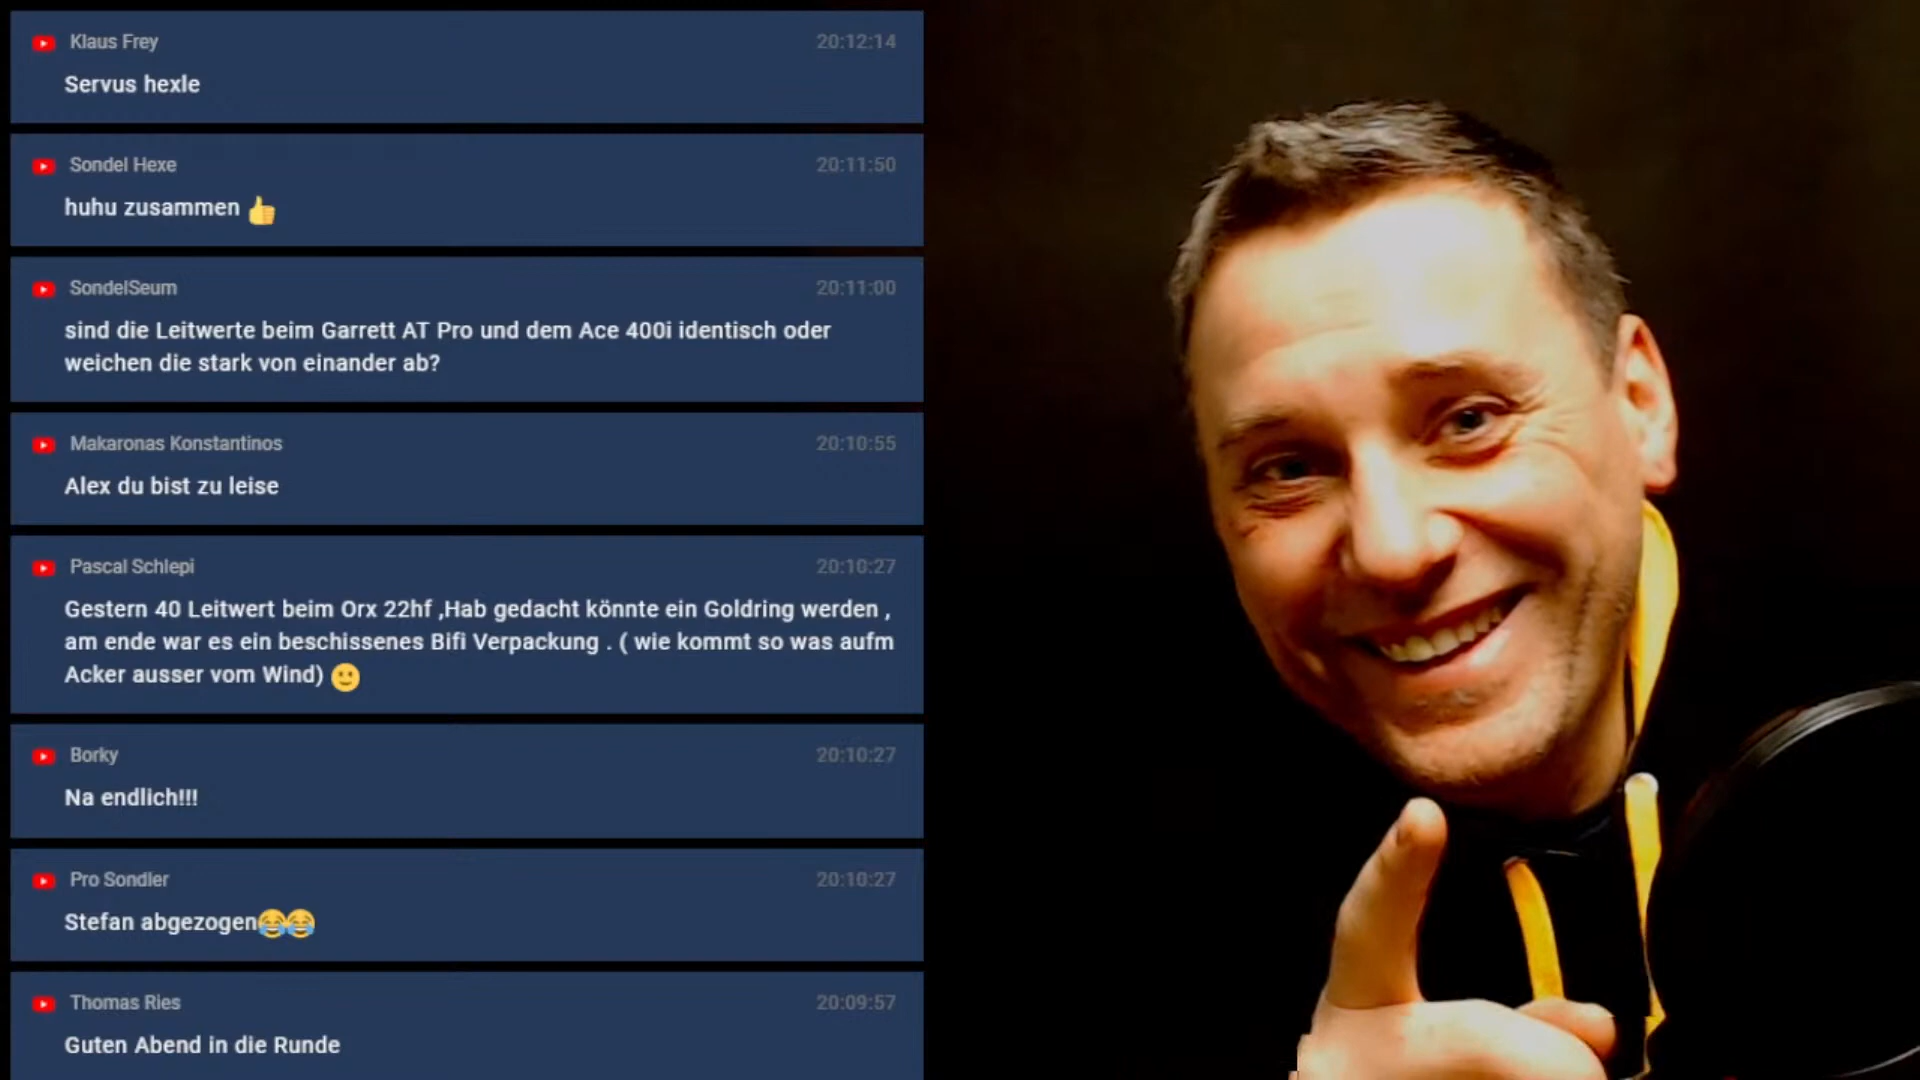 Klaus Frey 20:12:14
Servus hexle
Sondel Hexe 20:11:50
huhu zusammen 👍
SondelSeum 20:11:00
sind die Leitwerte beim Garrett AT Pro und dem Ace 400i identisch oder
weichen die stark von einander ab?
Makaronas Konstantinos 20:10:55
Alex du bist zu leise
Pascal Schlepi 20:10:27
Gestern 40 Leitwert beim Orx 22hf ,Hab gedacht könnte ein Goldring werden ,
am ende war es ein beschissenes Bifi Verpackung . ( wie kommt so was aufm
Acker ausser vom Wind) 🙂
Borky 20:10:27
Na endlich!!!
Pro Sondler 20:10:27
Stefan abgezogen😂😂
Thomas Ries 20:09:57
Guten Abend in die Runde